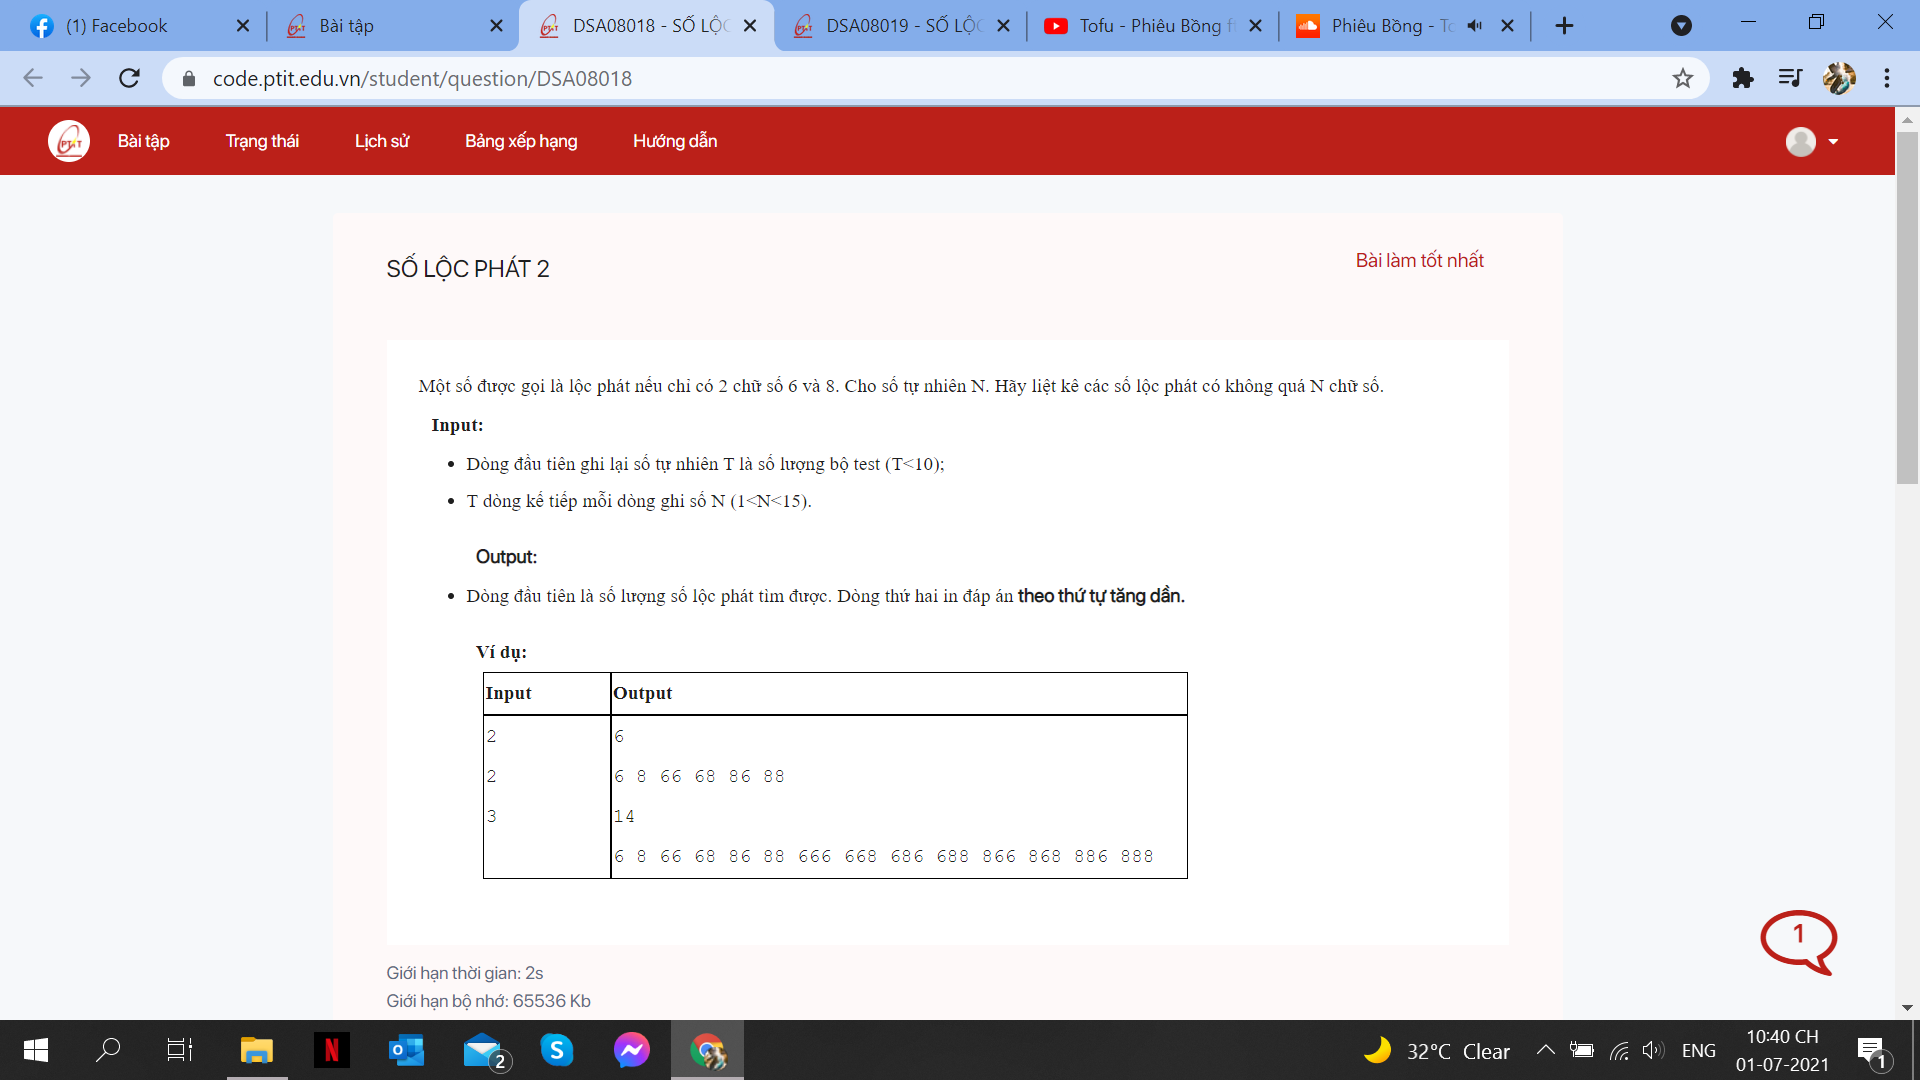 (1) Facebook
Bài tập
DSA08018 - SỐ LỘC
DSA08019 - SỐ LỘC
Tofu - Phiêu Bồng ft
Phiêu Bồng - To
code.ptit.edu.vn/student/question/DSA08018
PTIT
Bài tập
Trạng thái
Lịch sử
Bảng xếp hạng
Hướng dẫn
SỐ LỘC PHÁT 2
Bài làm tốt nhất
Một số được gọi là lộc phát nếu chỉ có 2 chữ số 6 và 8. Cho số tự nhiên N. Hãy liệt kê các số lộc phát có không quá N chữ số.
Input:
Dòng đầu tiên ghi lại số tự nhiên T là số lượng bộ test (T<10);
T dòng kế tiếp mỗi dòng ghi số N (1<N<15).
Output:
Dòng đầu tiên là số lượng số lộc phát tìm được. Dòng thứ hai in đáp án theo thứ tự tăng dần.
Ví dụ:
Input Output
2 6
2 6 8 66 68 86 88
3 14
6 8 66 68 86 88 666 668 686 688 866 868 886 888
1
Giới hạn thời gian: 2s
Giới hạn bộ nhớ: 65536 Kb
N
2
S
32°C Clear
ENG
10:40 CH
01-07-2021
1